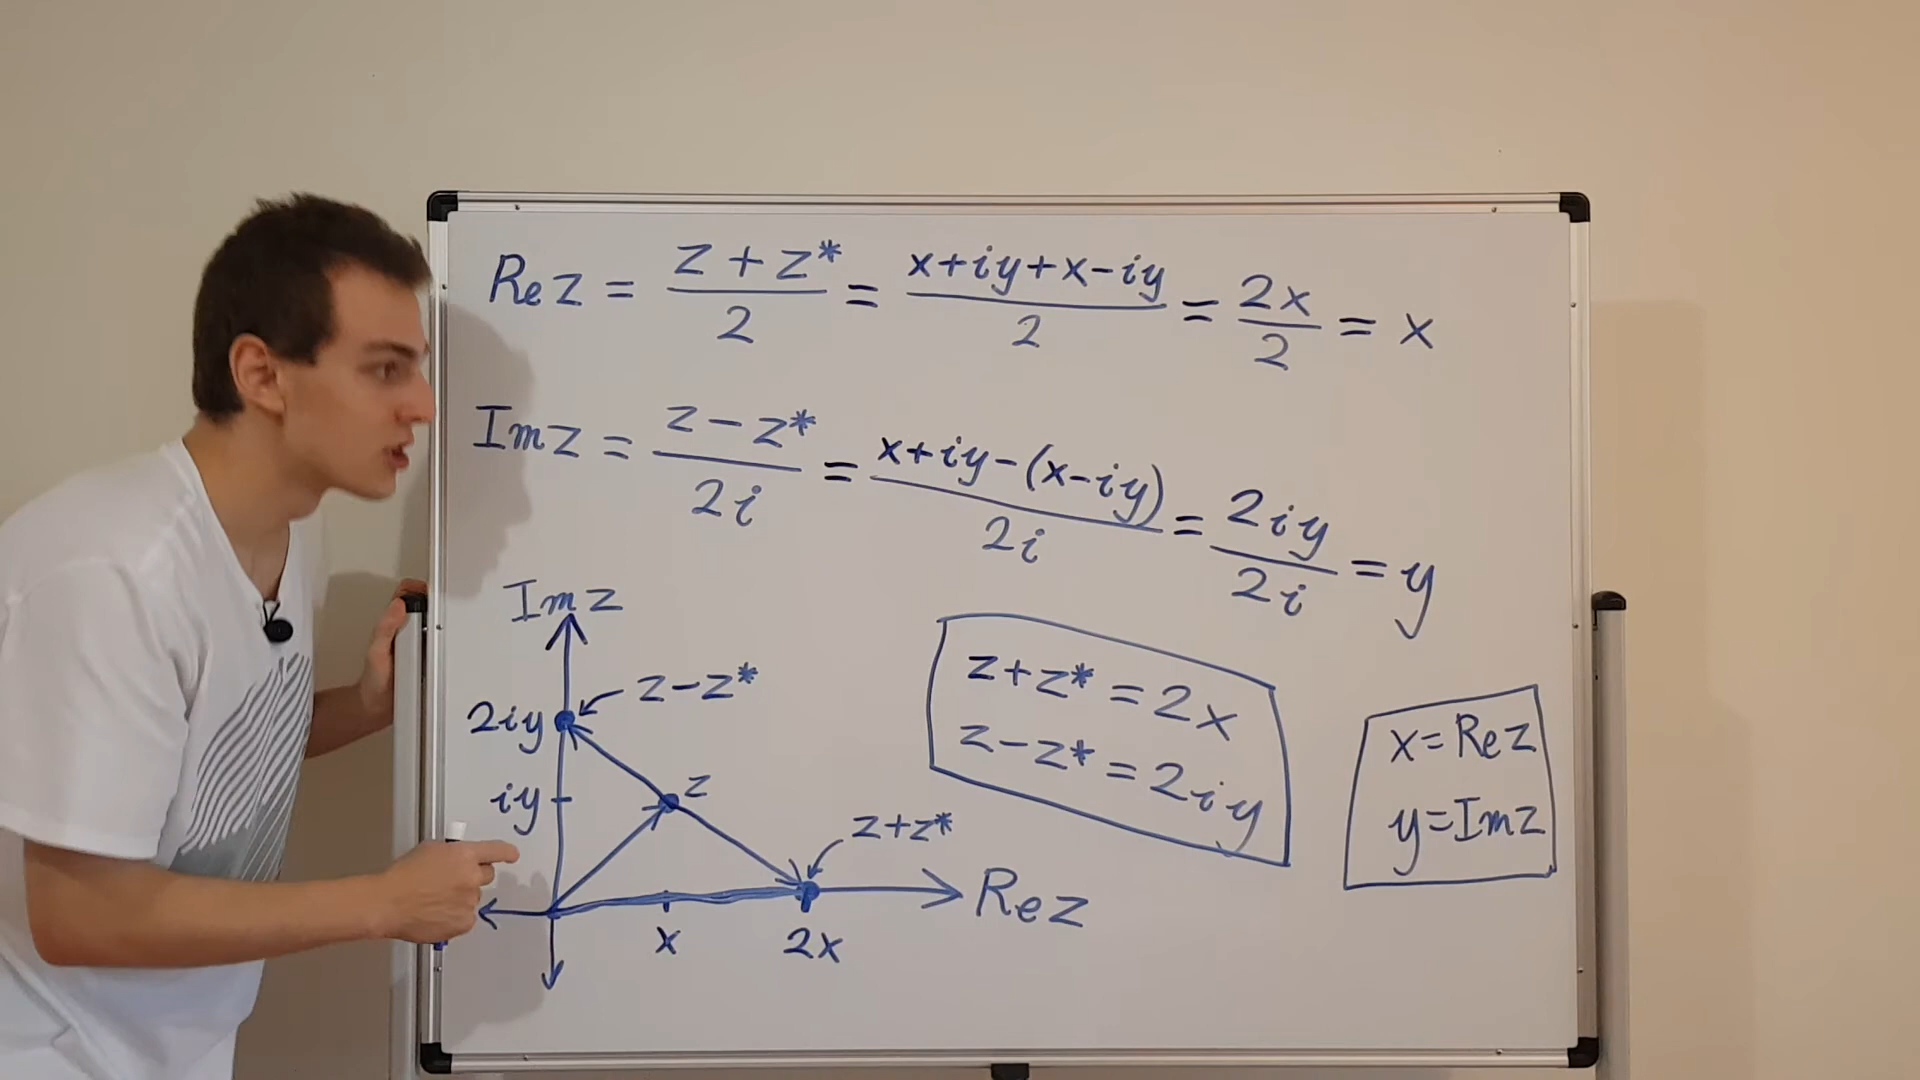 Re z = z + z* / 2 = x+iy+x-iy / 2 = 2x / 2 = x
Im z = z - z* / 2i = x+iy-(x-iy) / 2i = 2iy / 2i = y
Im z
z-z*
2iy
iy
z
z+z*
Re z
x
2x
z+z* = 2x
z-z* = 2iy
x=Re z
y=Im z